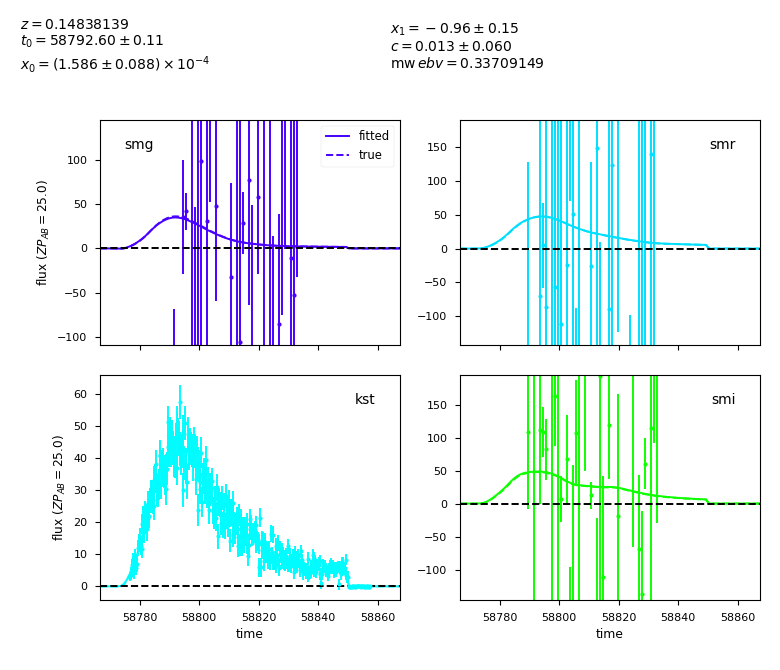 z = 0.14838139
t₀ = 58792.60 ± 0.11
x₀ = (1.586 ± 0.088) × 10⁻⁴
x₁ = −0.96 ± 0.15
c = 0.013 ± 0.060
mw ebv = 0.33709149
smg
fitted
true
100
50
0
−50
−100
flux (ZP_AB = 25.0)
smr
150
100
50
0
−50
−100
kst
60
50
40
30
20
10
0
flux (ZP_AB = 25.0)
58780 58800 58820 58840 58860
time
smi
150
100
50
0
−50
−100
58780 58800 58820 58840 58860
time